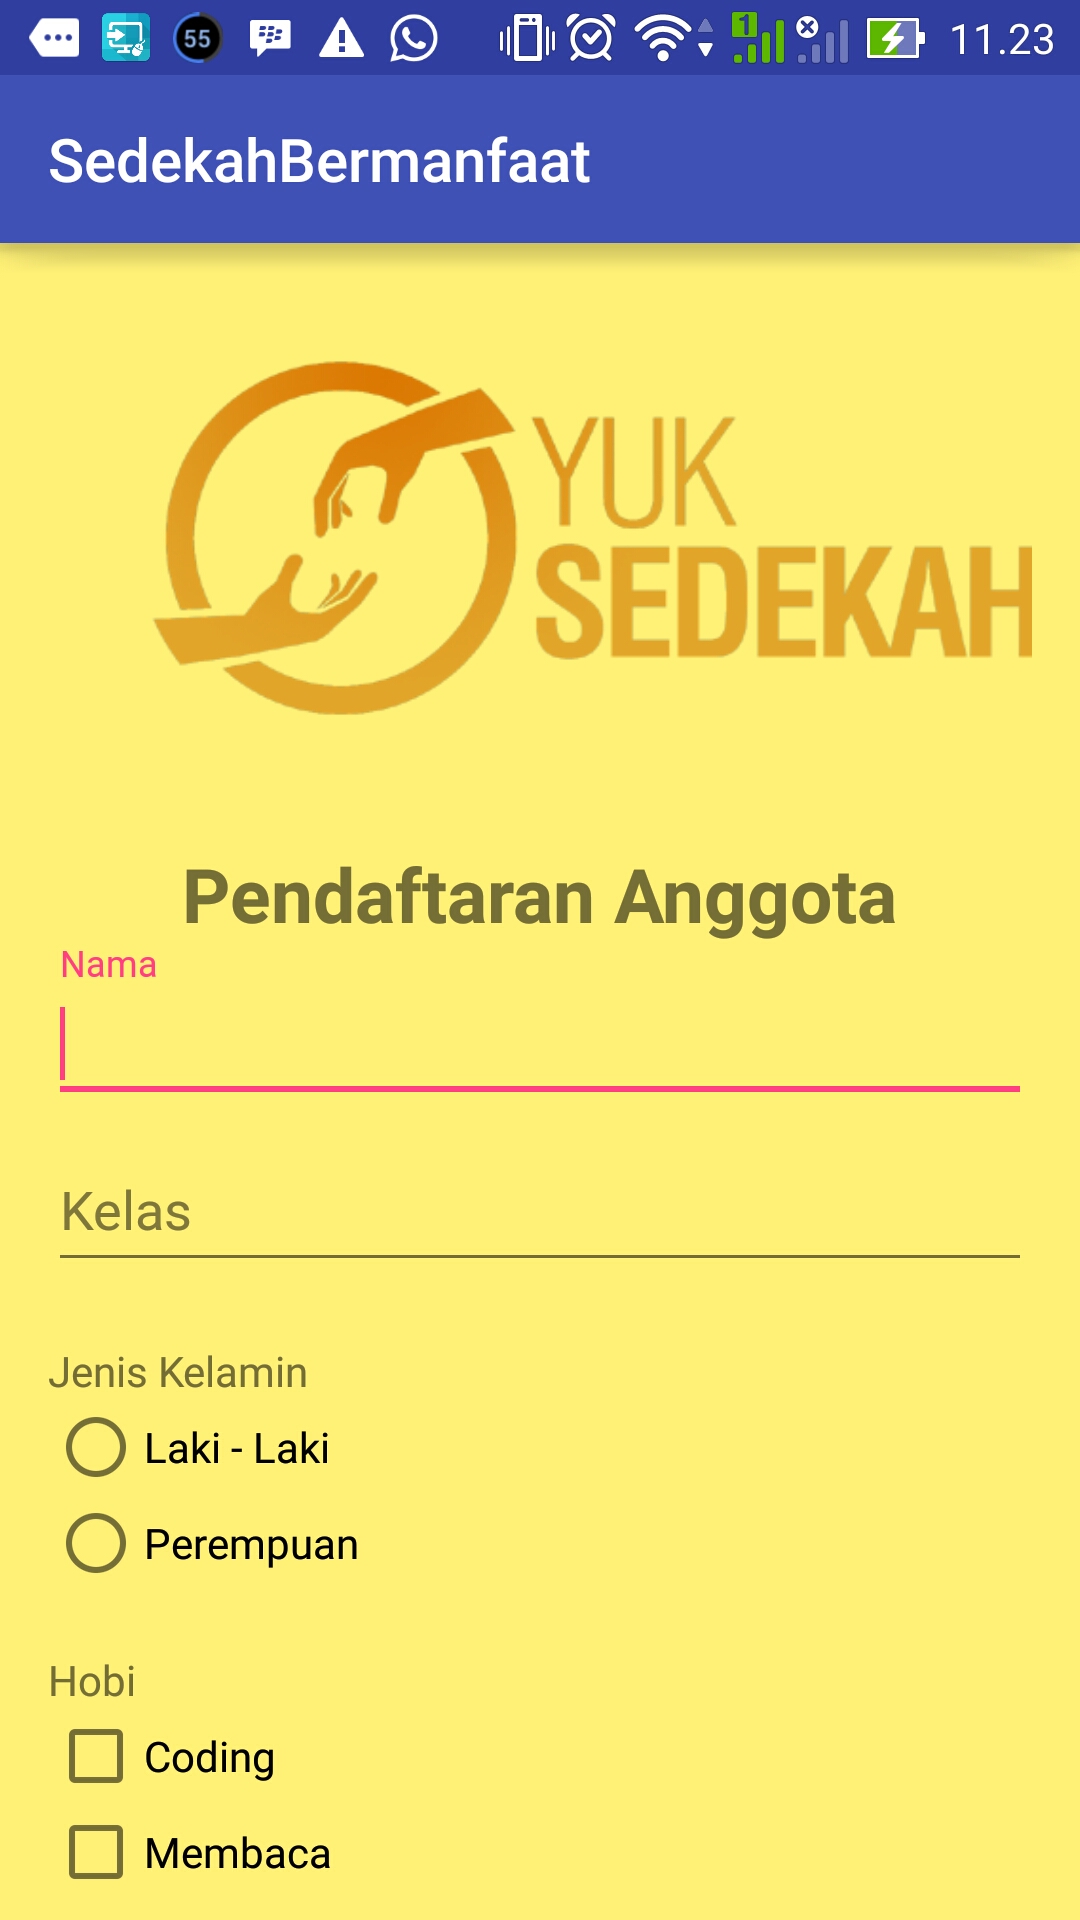 55
1
11.23
SedekahBermanfaat
YUK
SEDEKAH
Pendaftaran Anggota
Nama
Kelas
Jenis Kelamin
Laki - Laki
Perempuan
Hobi
Coding
Membaca